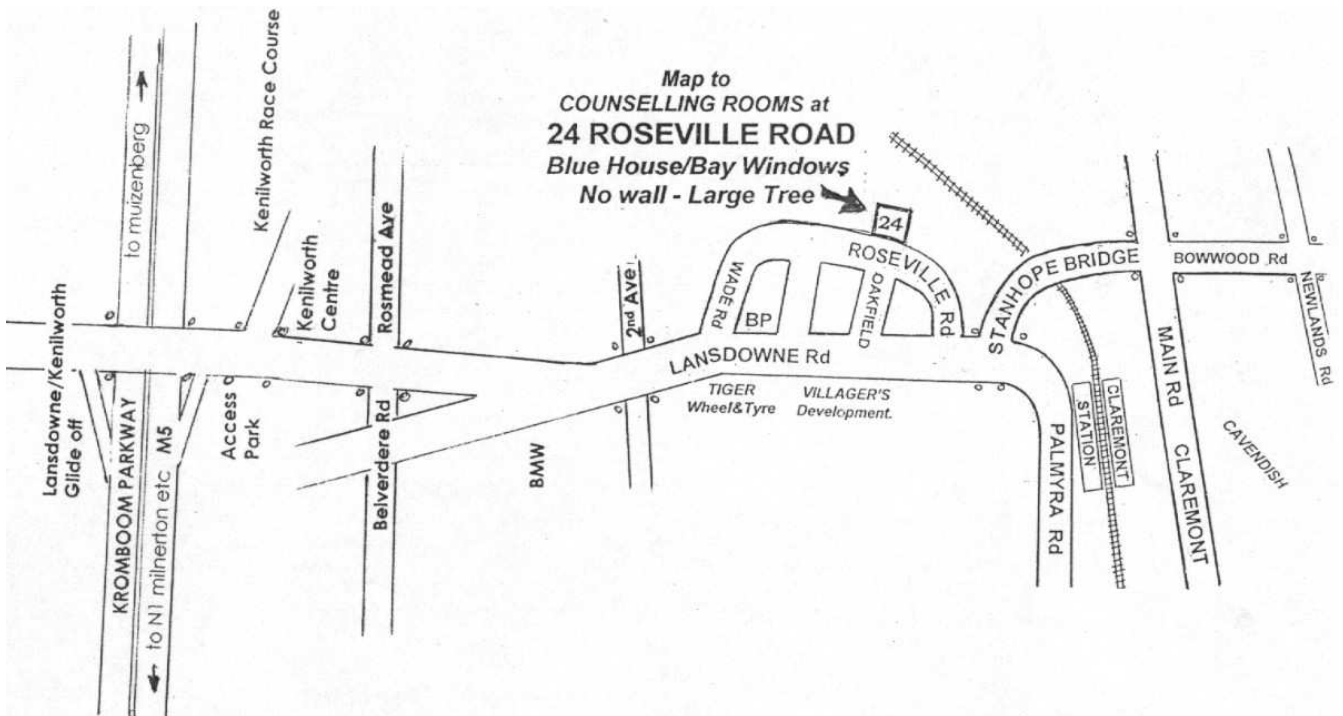 Map to
COUNSELLING ROOMS at
24 ROSEVILLE ROAD
Blue House/Bay Windows
No wall - Large Tree
24
to muizenberg
Kenilworth Race Course
Kenilworth
Centre
Rosmead Ave
2nd Ave
WADE Rd
BP
ROSEVILLE Rd
OAKFIELD
STANHOPE BRIDGE
BOWWOOD Rd
NEWLANDS Rd
LANSDOWNE Rd
TIGER
Wheel&Tyre
VILLAGER'S
Development.
Lansdowne/Kenilworth
Glide off
KROMBOOM PARKWAY
to N1 milnerton etc
M5
Access
Park
Belverdere Rd
BMW
PALMYRA Rd
CLAREMONT
STATION
MAIN Rd
CLAREMONT
CAVENDISH